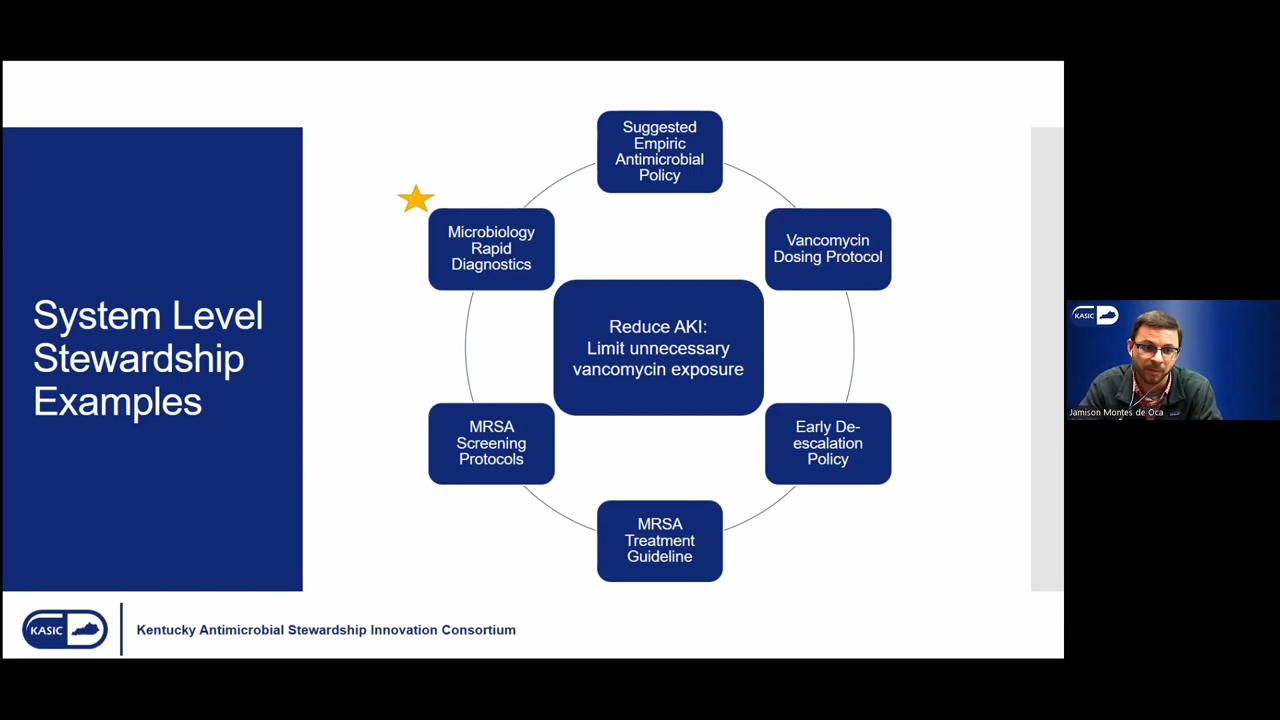 System Level
Stewardship
Examples
Suggested
Empiric
Antimicrobial
Policy
Vancomycin
Dosing Protocol
Early De-
escalation
Policy
MRSA
Treatment
Guideline
MRSA
Screening
Protocols
Microbiology
Rapid
Diagnostics
Reduce AKI:
Limit unnecessary
vancomycin exposure
KASIC
Kentucky Antimicrobial Stewardship Innovation Consortium
KASIC
Jamison Montes de Oca